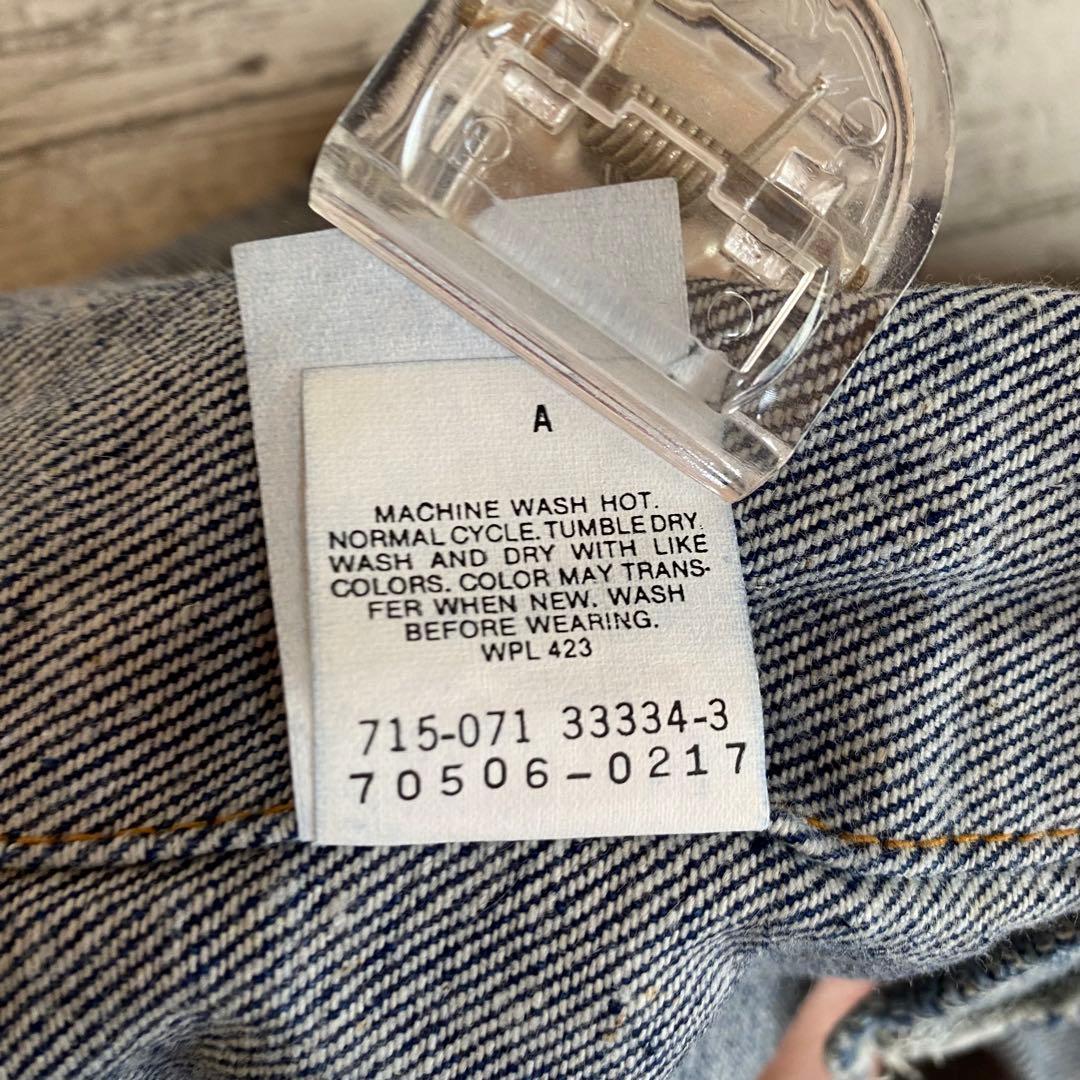 A
MACHINE WASH HOT.
NORMAL CYCLE. TUMBLE DRY.
WASH AND DRY WITH LIKE
COLORS. COLOR MAY TRANS-
FER WHEN NEW. WASH
BEFORE WEARING.
WPL 423
715-071 33334-3
70506-0217